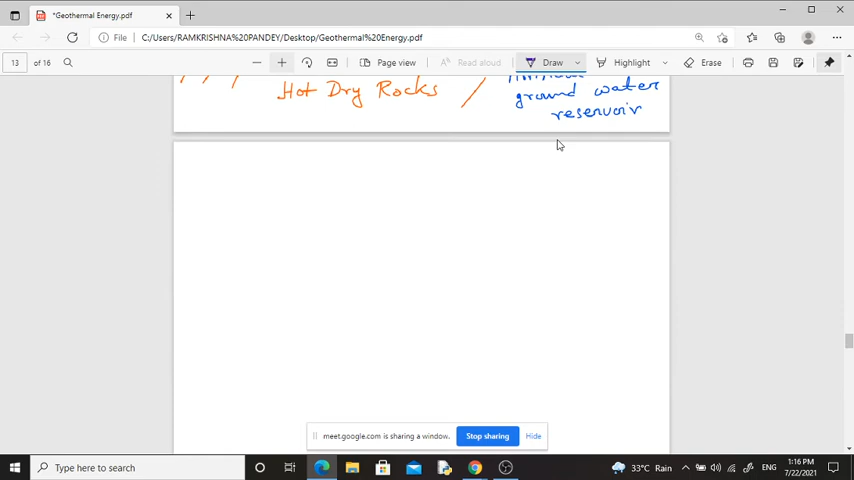 *Geothermal Energy.pdf
File C:/Users/RAMKRISHNA%20PANDEY/Desktop/Geothermal%20Energy.pdf
13 of 16 Page view Read aloud Draw Highlight Erase
Hot Dry Rocks
ground water
reservoir
meet.google.com is sharing a window. Stop sharing Hide
Type here to search
33°C Rain ENG 1:16 PM
7/22/2021